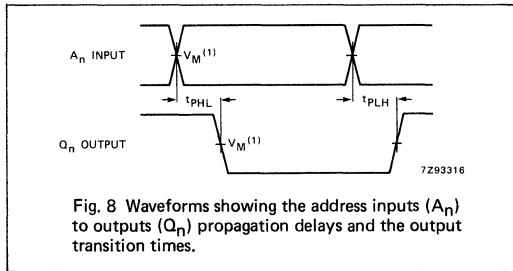 An INPUT
VM(1)
tPHL
tPLH
Qn OUTPUT
VM(1)
7Z93316
Fig. 8 Waveforms showing the address inputs (An)
to outputs (Qn) propagation delays and the output
transition times.